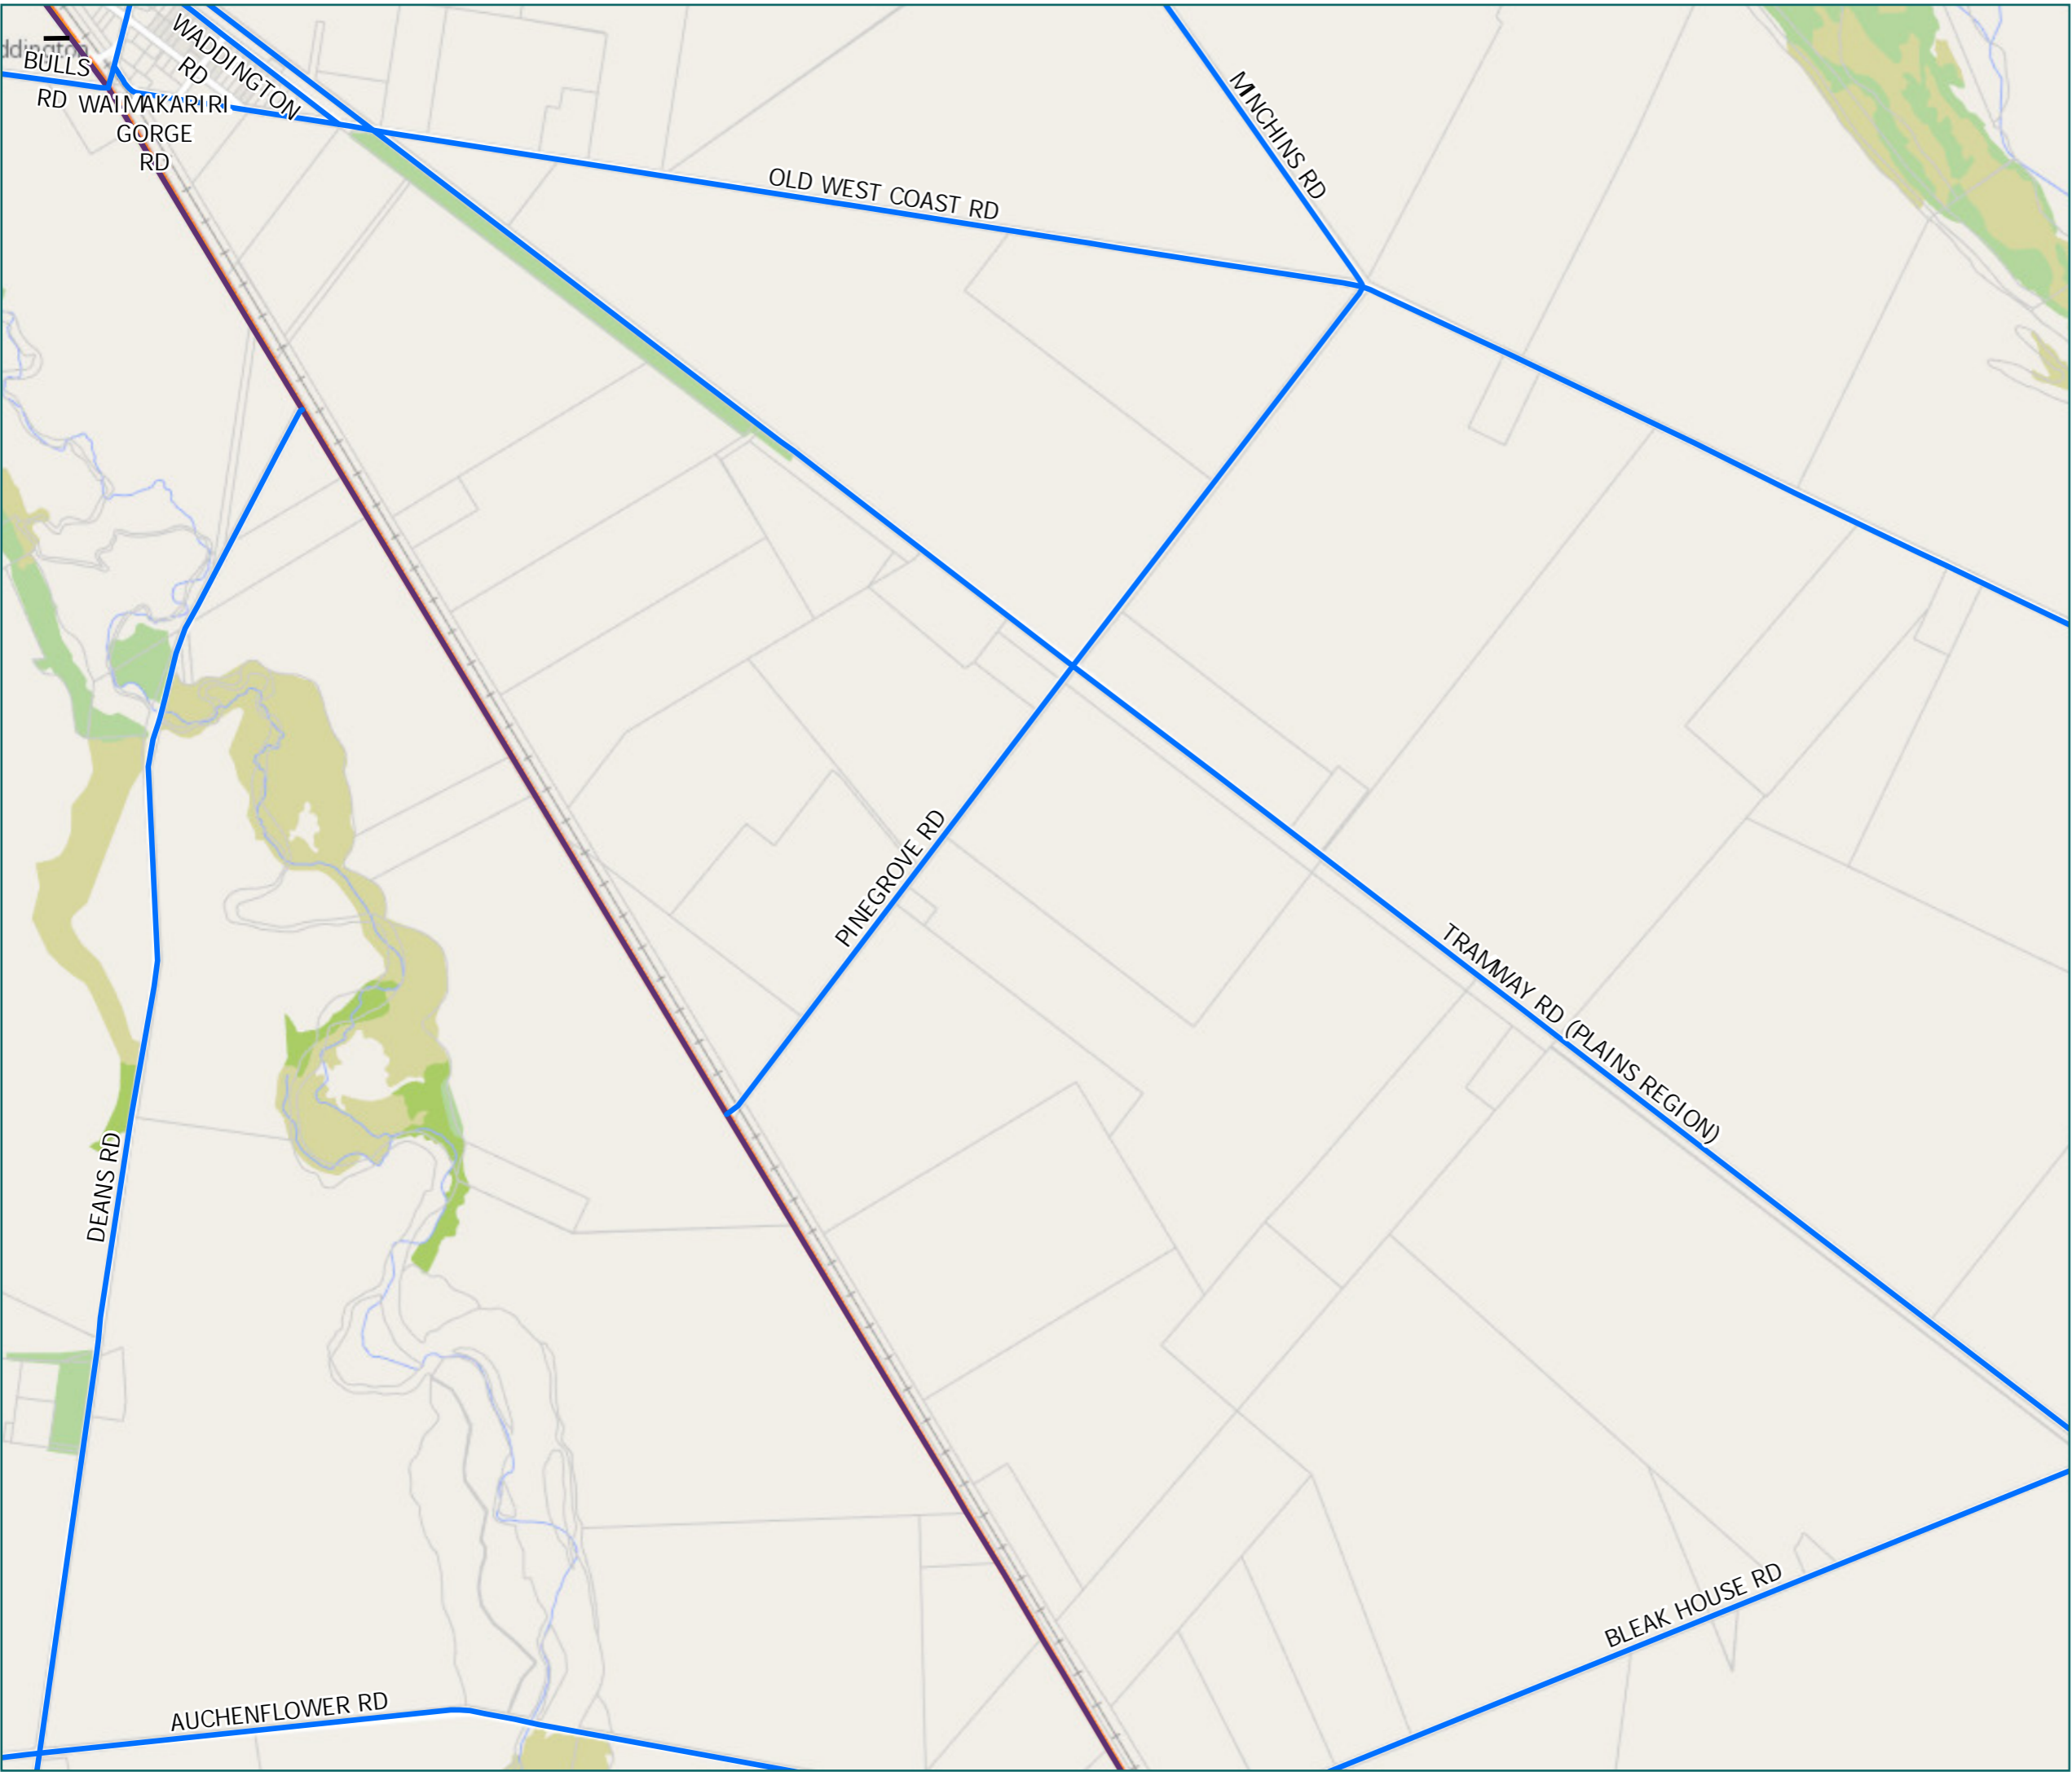 WADDINGTON
RD
ddington
BULLS
RD
WAIMAKARIRI
GORGE
RD
MINCHINS RD
OLD WEST COAST RD
PINEGROVE RD
TRAMWAY RD (PLAINS REGION)
DEANS RD
BLEAK HOUSE RD
AUCHENFLOWER RD